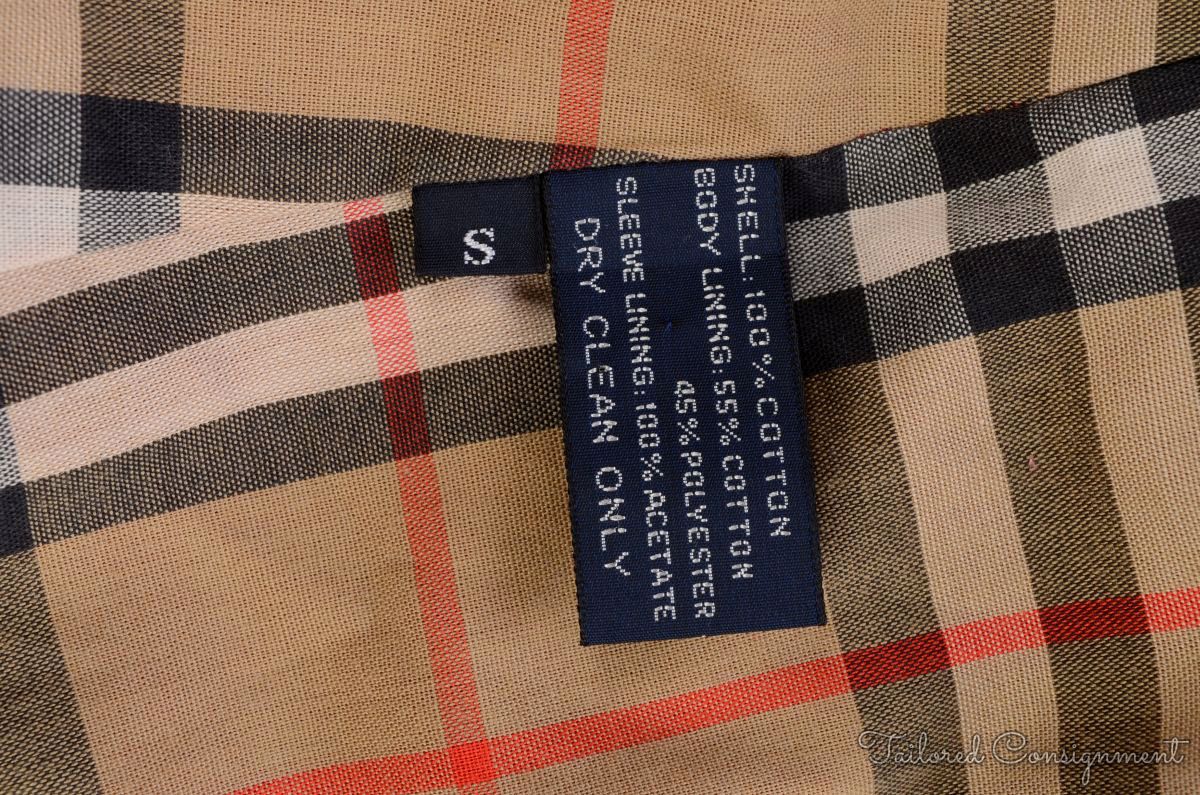 S
SHELL: 100% COTTON
BODY LINING: 55% COTTON
45% POLYESTER
SLEEVE LINING: 100% ACETATE
DRY CLEAN ONLY
Tailored Consignment